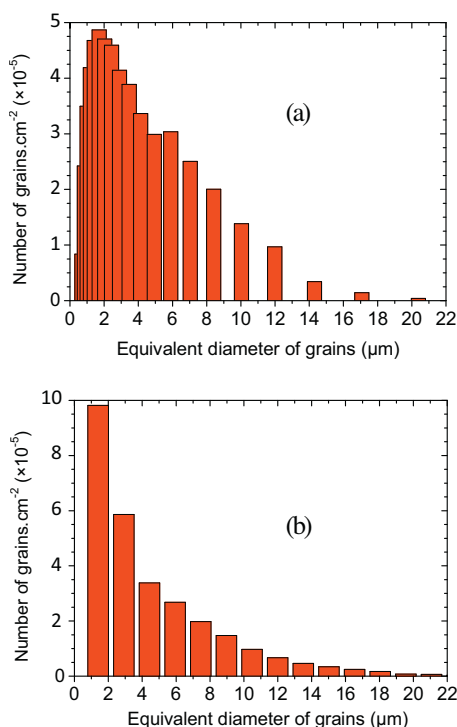 5
4
3
2
1
0
Number of grains.cm⁻² (×10⁻⁵)
(a)
0 2 4 6 8 10 12 14 16 18 20 22
Equivalent diameter of grains (µm)
10
8
6
4
2
0
Number of grains.cm⁻² (×10⁻⁵)
(b)
0 2 4 6 8 10 12 14 16 18 20 22
Equivalent diameter of grains (µm)